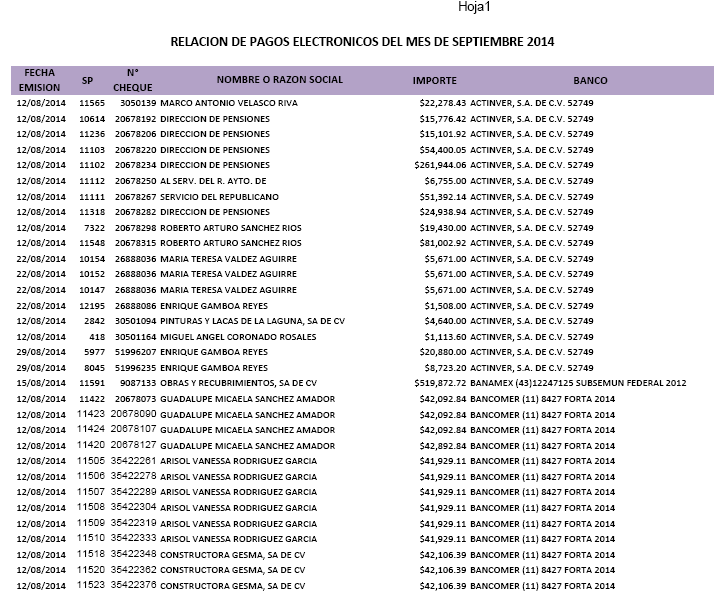 Hoja1
RELACION DE PAGOS ELECTRONICOS DEL MES DE SEPTIEMBRE 2014
FECHA EMISION SP N° CHEQUE NOMBRE O RAZON SOCIAL IMPORTE BANCO
12/08/2014 11565 3050139 MARCO ANTONIO VELASCO RIVA $22,278.43 ACTINVER, S.A. DE C.V. 52749
12/08/2014 10614 20678192 DIRECCION DE PENSIONES $15,776.42 ACTINVER, S.A. DE C.V. 52749
12/08/2014 11236 20678206 DIRECCION DE PENSIONES $15,101.92 ACTINVER, S.A. DE C.V. 52749
12/08/2014 11103 20678220 DIRECCION DE PENSIONES $54,400.05 ACTINVER, S.A. DE C.V. 52749
12/08/2014 11102 20678234 DIRECCION DE PENSIONES $261,944.06 ACTINVER, S.A. DE C.V. 52749
12/08/2014 11112 20678250 AL SERV. DEL R. AYTO. DE $6,755.00 ACTINVER, S.A. DE C.V. 52749
12/08/2014 11111 20678267 SERVICIO DEL REPUBLICANO $51,392.14 ACTINVER, S.A. DE C.V. 52749
12/08/2014 11318 20678282 DIRECCION DE PENSIONES $24,938.94 ACTINVER, S.A. DE C.V. 52749
12/08/2014 7322 20678298 ROBERTO ARTURO SANCHEZ RIOS $19,430.00 ACTINVER, S.A. DE C.V. 52749
12/08/2014 11548 20678315 ROBERTO ARTURO SANCHEZ RIOS $81,002.92 ACTINVER, S.A. DE C.V. 52749
22/08/2014 10154 26888036 MARIA TERESA VALDEZ AGUIRRE $5,671.00 ACTINVER, S.A. DE C.V. 52749
22/08/2014 10152 26888036 MARIA TERESA VALDEZ AGUIRRE $5,671.00 ACTINVER, S.A. DE C.V. 52749
22/08/2014 10147 26888036 MARIA TERESA VALDEZ AGUIRRE $5,671.00 ACTINVER, S.A. DE C.V. 52749
22/08/2014 12195 26888086 ENRIQUE GAMBOA REYES $1,508.00 ACTINVER, S.A. DE C.V. 52749
12/08/2014 2842 30501094 PINTURAS Y LACAS DE LA LAGUNA, SA DE CV $4,640.00 ACTINVER, S.A. DE C.V. 52749
12/08/2014 418 30501164 MIGUEL ANGEL CORONADO ROSALES $1,113.60 ACTINVER, S.A. DE C.V. 52749
29/08/2014 5977 51996207 ENRIQUE GAMBOA REYES $20,880.00 ACTINVER, S.A. DE C.V. 52749
29/08/2014 8045 51996235 ENRIQUE GAMBOA REYES $8,723.20 ACTINVER, S.A. DE C.V. 52749
15/08/2014 11591 9087133 OBRAS Y RECUBRIMIENTOS, SA DE CV $519,872.72 BANAMEX (43)12247125 SUBSEMUN FEDERAL 2012
12/08/2014 11422 20678073 GUADALUPE MICAELA SANCHEZ AMADOR $42,092.84 BANCOMER (11) 8427 FORTA 2014
12/08/2014 11423 20678090 GUADALUPE MICAELA SANCHEZ AMADOR $42,092.84 BANCOMER (11) 8427 FORTA 2014
12/08/2014 11424 20678107 GUADALUPE MICAELA SANCHEZ AMADOR $42,092.84 BANCOMER (11) 8427 FORTA 2014
12/08/2014 11420 20678127 GUADALUPE MICAELA SANCHEZ AMADOR $42,892.84 BANCOMER (11) 8427 FORTA 2014
12/08/2014 11505 35422261 ARISOL VANESSA RODRIGUEZ GARCIA $41,929.11 BANCOMER (11) 8427 FORTA 2014
12/08/2014 11506 35422278 ARISOL VANESSA RODRIGUEZ GARCIA $41,929.11 BANCOMER (11) 8427 FORTA 2014
12/08/2014 11507 35422289 ARISOL VANESSA RODRIGUEZ GARCIA $41,929.11 BANCOMER (11) 8427 FORTA 2014
12/08/2014 11508 35422304 ARISOL VANESSA RODRIGUEZ GARCIA $41,929.11 BANCOMER (11) 8427 FORTA 2014
12/08/2014 11509 35422319 ARISOL VANESSA RODRIGUEZ GARCIA $41,929.11 BANCOMER (11) 8427 FORTA 2014
12/08/2014 11510 35422333 ARISOL VANESSA RODRIGUEZ GARCIA $41,929.11 BANCOMER (11) 8427 FORTA 2014
12/08/2014 11518 35422348 CONSTRUCTORA GESMA, SA DE CV $42,106.39 BANCOMER (11) 8427 FORTA 2014
12/08/2014 11520 35422362 CONSTRUCTORA GESMA, SA DE CV $42,106.39 BANCOMER (11) 8427 FORTA 2014
12/08/2014 11523 35422376 CONSTRUCTORA GESMA, SA DE CV $42,106.39 BANCOMER (11) 8427 FORTA 2014